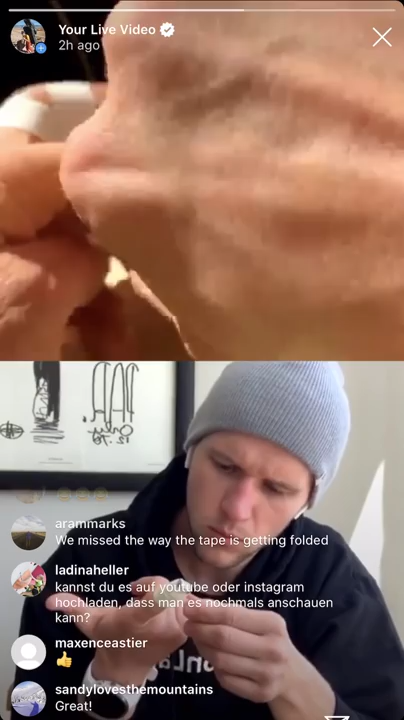 Your Live Video
2h ago
arammarks
We missed the way the tape is getting folded
ladinaheller
kannst du es auf youtube oder instagram
hochladen, dass man es nochmals anschauen
kann?
maxenceastier
👍
sandylovesthemountains
Great!